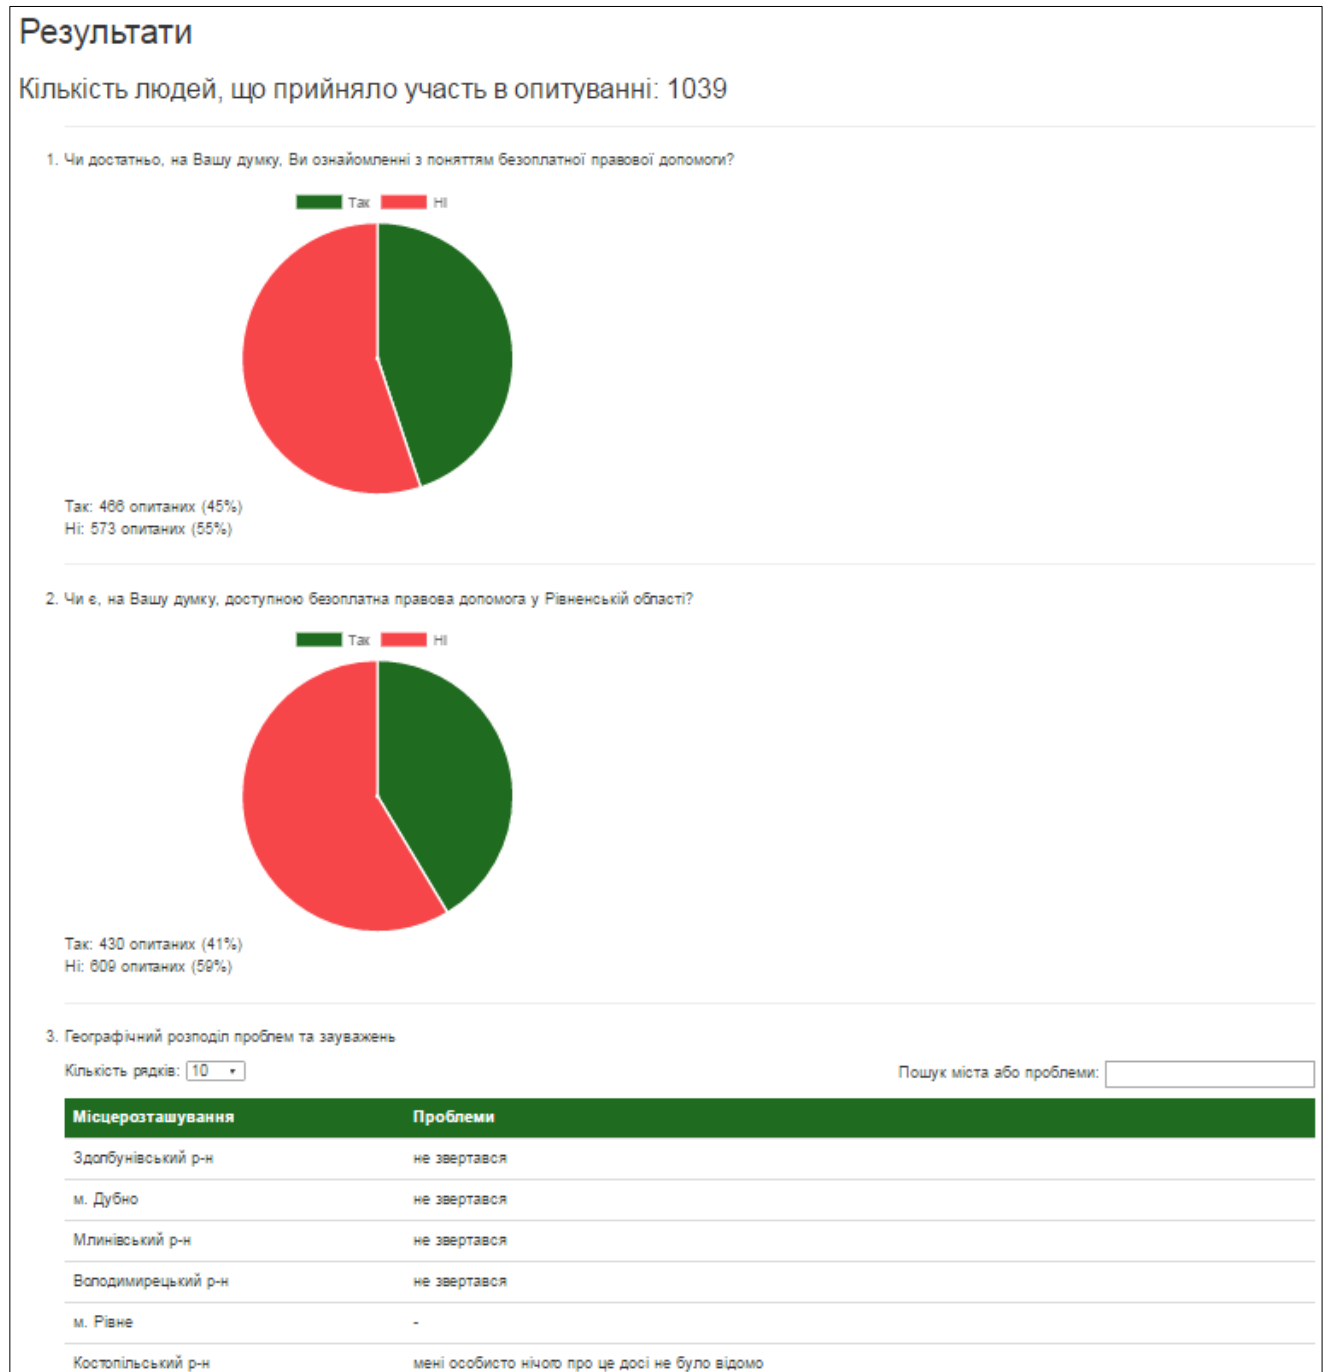 Результати
Кількість людей, що прийняло участь в опитуванні: 1039
1. Чи достатньо, на Вашу думку, Ви ознайомленні з поняттям безоплатної правової допомоги?
Так Ні
Так: 466 опитаних (45%)
Ні: 573 опитаних (55%)
2. Чи є, на Вашу думку, доступною безоплатна правова допомога у Рівненській області?
Так Ні
Так: 430 опитаних (41%)
Ні: 609 опитаних (59%)
3. Географічний розподіл проблем та зауважень
Кількість рядків: 10 Пошук міста або проблеми:
Місцерозташування Проблеми
Здолбунівський р-н не звертався
м. Дубно не звертався
Млинівський р-н не звертався
Володимирецький р-н не звертався
м. Рівне -
Костопільський р-н мені особисто нічого про це досі не було відомо